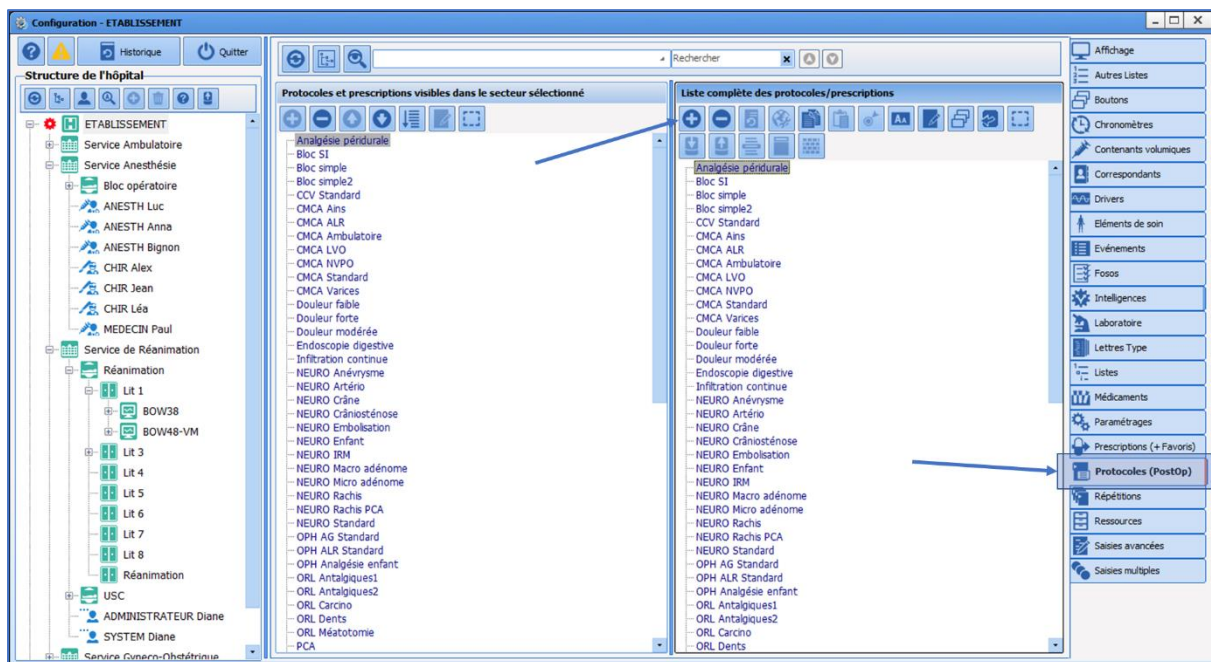 Configuration - ETABLISSEMENT
Historique
Quitter
Structure de l'hôpital
ETABLISSEMENT
Service Ambulatoire
Service Anesthésie
Bloc opératoire
ANESTH Luc
ANESTH Anna
ANESTH Bignon
CHIR Alex
CHIR Jean
CHIR Léa
MEDECIN Paul
Service de Réanimation
Réanimation
Lit 1
BOW38
BOW48-VM
Lit 3
Lit 4
Lit 5
Lit 6
Lit 7
Lit 8
Réanimation
USC
ADMINISTRATEUR Diane
SYSTEM Diane
Service Gyneco-Obstétrique
Rechercher
Protocoles et prescriptions visibles dans le secteur sélectionné
Analgésie péridurale
Bloc SI
Bloc simple
Bloc simple2
CCV Standard
CMCA Ains
CMCA ALR
CMCA Ambulatoire
CMCA LVO
CMCA NVPO
CMCA Standard
CMCA Varices
Douleur faible
Douleur forte
Douleur modérée
Endoscopie digestive
Infiltration continue
NEURO Anévrysme
NEURO Artério
NEURO Crâne
NEURO Crâniosténose
NEURO Embolisation
NEURO Enfant
NEURO IRM
NEURO Macro adénome
NEURO Micro adénome
NEURO Rachis
NEURO Rachis PCA
NEURO Standard
OPH AG Standard
OPH ALR Standard
OPH Analgésie enfant
ORL Antalgiques1
ORL Antalgiques2
ORL Carcino
ORL Dents
ORL Méatotomie
PCA
Liste complète des protocoles/prescriptions
Analgésie péridurale
Bloc SI
Bloc simple
Bloc simple2
CCV Standard
CMCA Ains
CMCA ALR
CMCA Ambulatoire
CMCA LVO
CMCA NVPO
CMCA Standard
CMCA Varices
Douleur faible
Douleur forte
Douleur modérée
Endoscopie digestive
Infiltration continue
NEURO Anévrysme
NEURO Artério
NEURO Crâne
NEURO Crâniosténose
NEURO Embolisation
NEURO Enfant
NEURO IRM
NEURO Macro adénome
NEURO Micro adénome
NEURO Rachis
NEURO Rachis PCA
NEURO Standard
OPH AG Standard
OPH ALR Standard
OPH Analgésie enfant
ORL Antalgiques1
ORL Antalgiques2
ORL Carcino
ORL Dents
Affichage
Autres Listes
Boutons
Chronomètres
Contenants volumiques
Correspondants
Drivers
Eléments de soin
Evénements
Fosos
Intelligences
Laboratoire
Lettres Type
Listes
Médicaments
Paramétrages
Prescriptions (+ Favoris)
Protocoles (PostOp)
Répétitions
Ressources
Saisies avancées
Saisies multiples